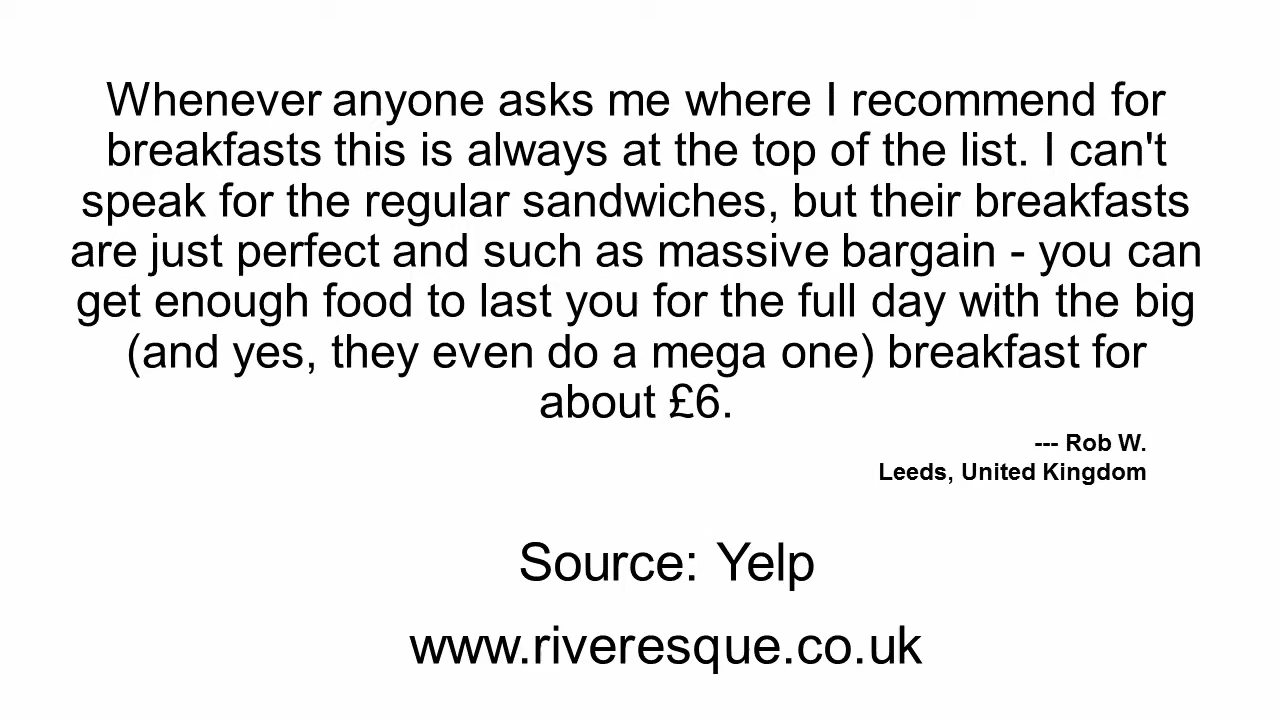 Whenever anyone asks me where I recommend for
breakfasts this is always at the top of the list. I can't
speak for the regular sandwiches, but their breakfasts
are just perfect and such as massive bargain - you can
get enough food to last you for the full day with the big
(and yes, they even do a mega one) breakfast for
about £6.
--- Rob W.
Leeds, United Kingdom
Source: Yelp
www.riveresque.co.uk